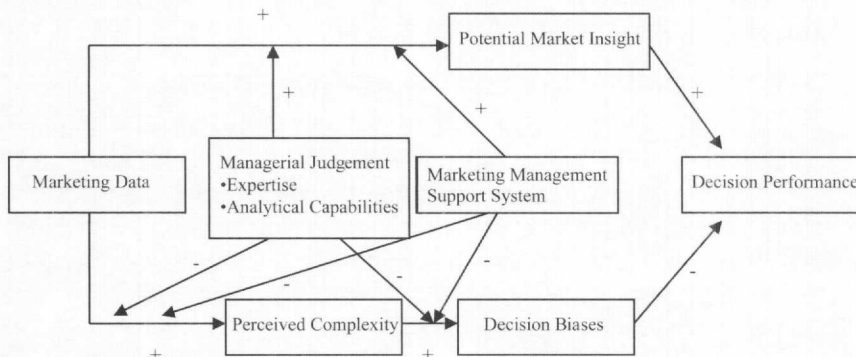 +
Potential Market Insight
+
+
+
Marketing Data
Managerial Judgement
•Expertise
•Analytical Capabilities
Marketing Management
Support System
Decision Performance
-
-
-
-
-
Perceived Complexity
Decision Biases
+
+